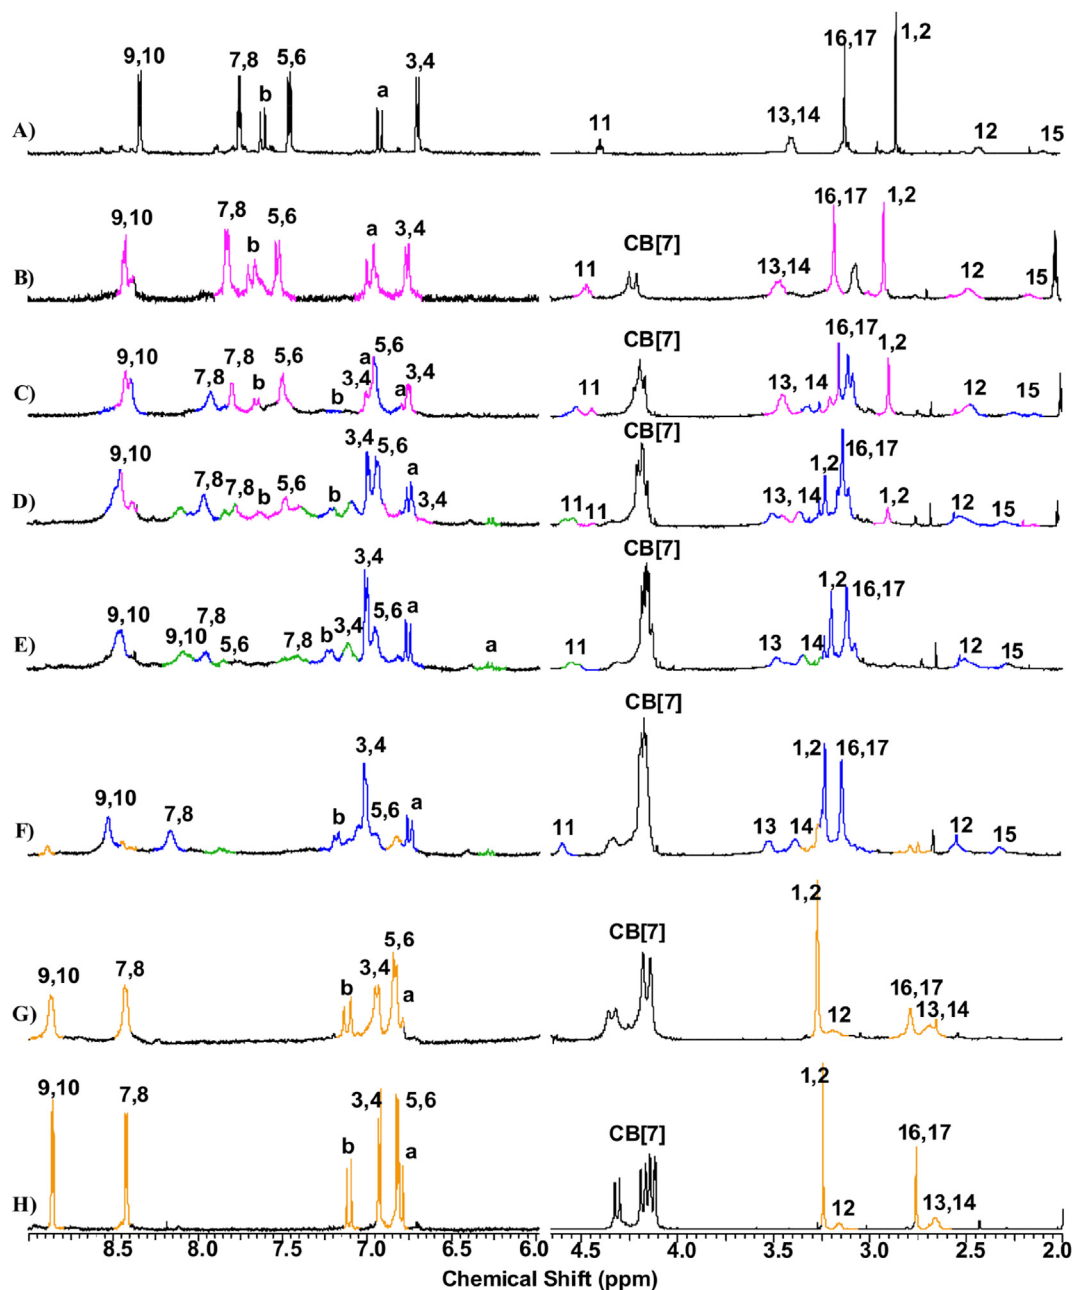 A)
9,10 7,8 b 5,6 a 3,4 11 13,14 16,17 1,2 12 15
B)
9,10 7,8 b 5,6 a 3,4 11 CB[7] 13,14 16,17 1,2 12 15
C)
9,10 7,8 7,8 b 5,6 b 3,4 a 5,6 a 3,4 11 CB[7] 13, 14 16,17 1,2 12 15
D)
9,10 7,8 7,8 b 5,6 b 3,4 5,6 a 3,4 11 11 CB[7] 13, 14 1,2 16,17 1,2 12 15
E)
9,10 9,10 7,8 5,6 7,8 b 3,4 3,4 5,6 a a 11 CB[7] 13 14 1,2 16,17 12 15
F)
9,10 7,8 b 3,4 5,6 a 11 CB[7] 13 14 1,2 16,17 12 15
G)
9,10 7,8 b 3,4 5,6 a CB[7] 1,2 12 16,17 13,14
H)
9,10 7,8 b 3,4 5,6 a CB[7] 1,2 12 16,17 13,14
8.5 8.0 7.5 7.0 6.5 6.0 4.5 4.0 3.5 3.0 2.5 2.0
Chemical Shift (ppm)